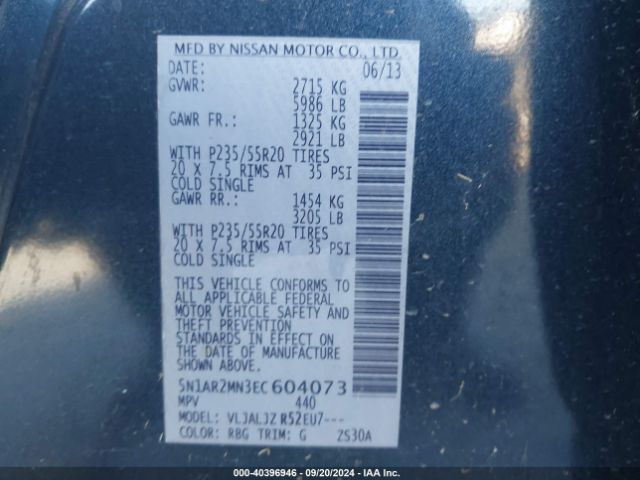 MFD BY NISSAN MOTOR CO., LTD.
DATE: 06/13
GVWR: 2715 KG
5986 LB
GAWR FR.: 1325 KG
2921 LB
WITH P235/55R20 TIRES
20 X 7.5 RIMS AT 35 PSI
COLD SINGLE
GAWR RR.: 1454 KG
3205 LB
WITH P235/55R20 TIRES
20 X 7.5 RIMS AT 35 PSI
COLD SINGLE
THIS VEHICLE CONFORMS TO
ALL APPLICABLE FEDERAL
MOTOR VEHICLE SAFETY AND
THEFT PREVENTION
STANDARDS IN EFFECT ON
THE DATE OF MANUFACTURE
SHOWN ABOVE.
5N1AR2MN3EC604073
MPV 440
MODEL: VLJALJZ R52EU7---
COLOR: RBG TRIM: G ZS30A
000-40396946 - 09/20/2024 - IAA Inc.